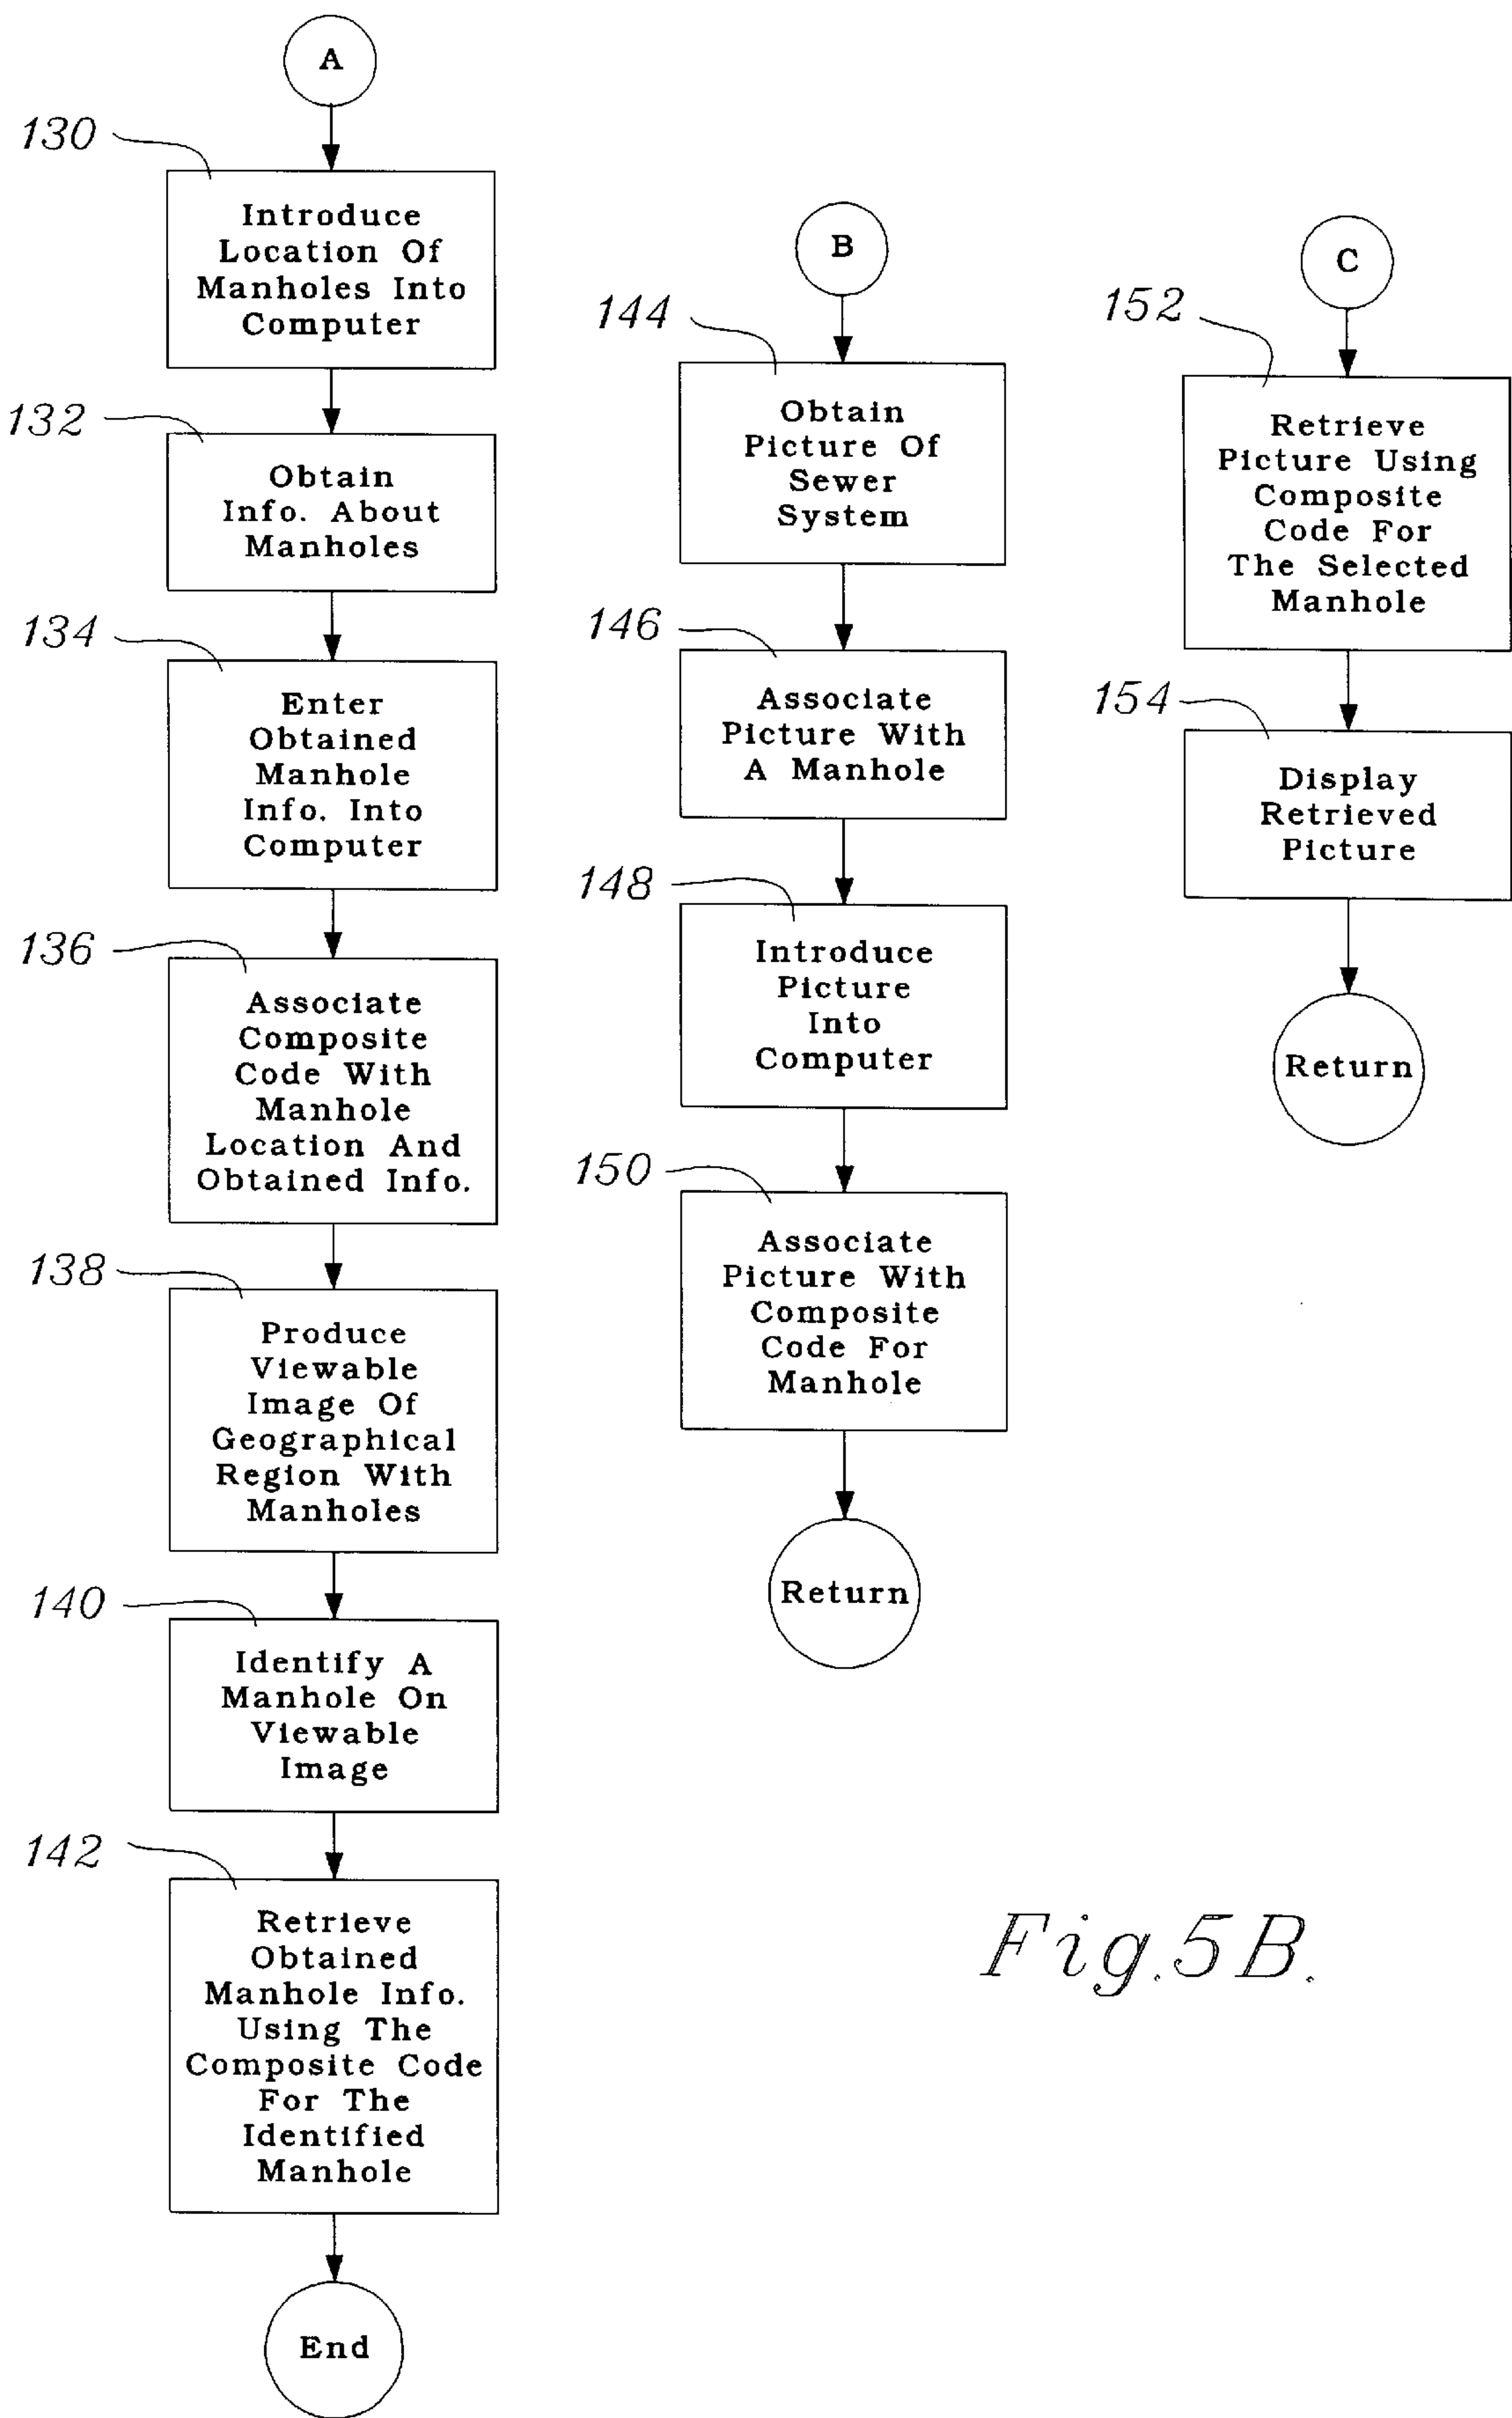 A
130
Introduce
Location Of
Manholes Into
Computer
132
Obtain
Info. About
Manholes
134
Enter
Obtained
Manhole
Info. Into
Computer
136
Associate
Composite
Code With
Manhole
Location And
Obtained Info.
138
Produce
Viewable
Image Of
Geographical
Region With
Manholes
140
Identify A
Manhole On
Viewable
Image
142
Retrieve
Obtained
Manhole Info.
Using The
Composite Code
For The
Identified
Manhole
End
B
144
Obtain
Picture Of
Sewer
System
146
Associate
Picture With
A Manhole
148
Introduce
Picture
Into
Computer
150
Associate
Picture With
Composite
Code For
Manhole
Return
C
152
Retrieve
Picture Using
Composite
Code For
The Selected
Manhole
154
Display
Retrieved
Picture
Return
Fig.5B.